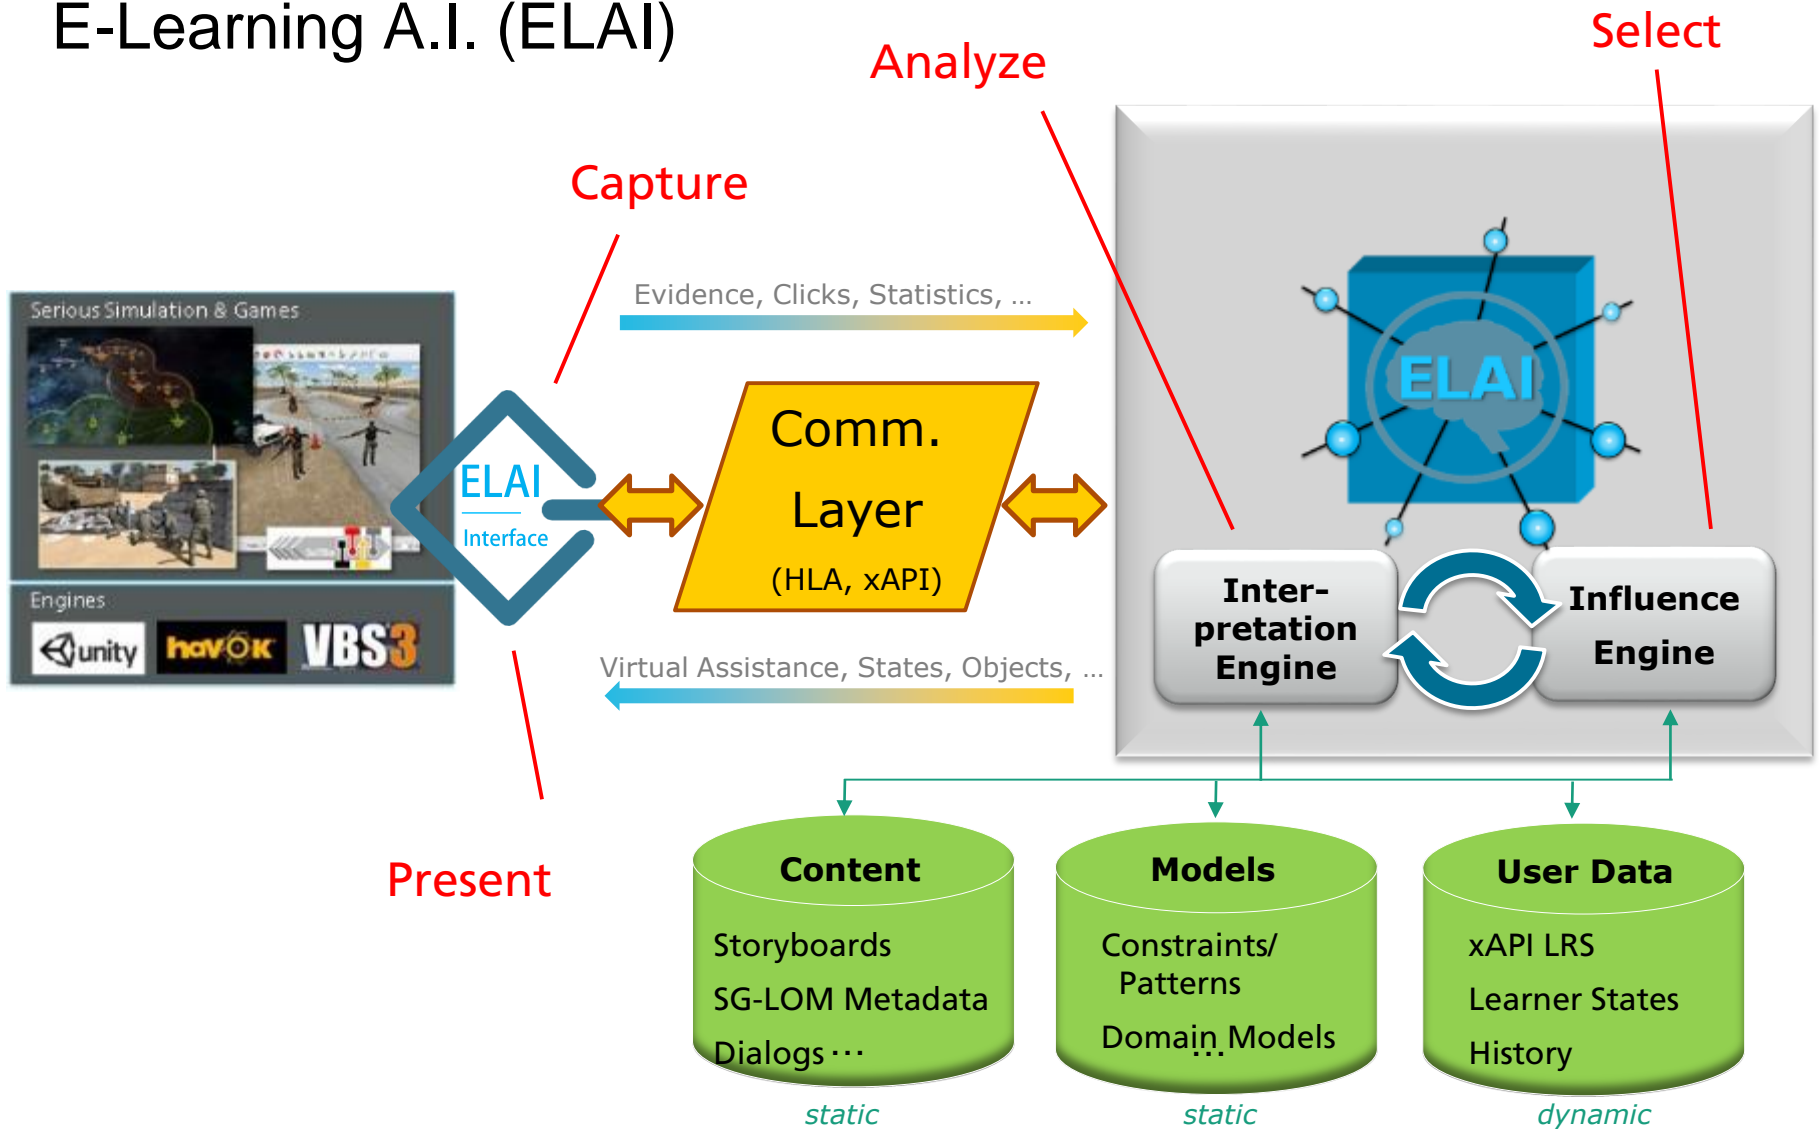 E-Learning A.I. (ELAI)
Select
Analyze
Capture
Evidence, Clicks, Statistics, ...
Serious Simulation & Games
ELAI
Interface
Comm.
Layer
(HLA, xAPI)
ELAI
Engines
unity
havok
VBS3
Virtual Assistance, States, Objects, ...
Inter-
pretation
Engine
Influence
Engine
Present
Content
Storyboards
SG-LOM Metadata
Dialogs ...
static
Models
Constraints/
Patterns
Domain Models
...
static
User Data
xAPI LRS
Learner States
History
dynamic